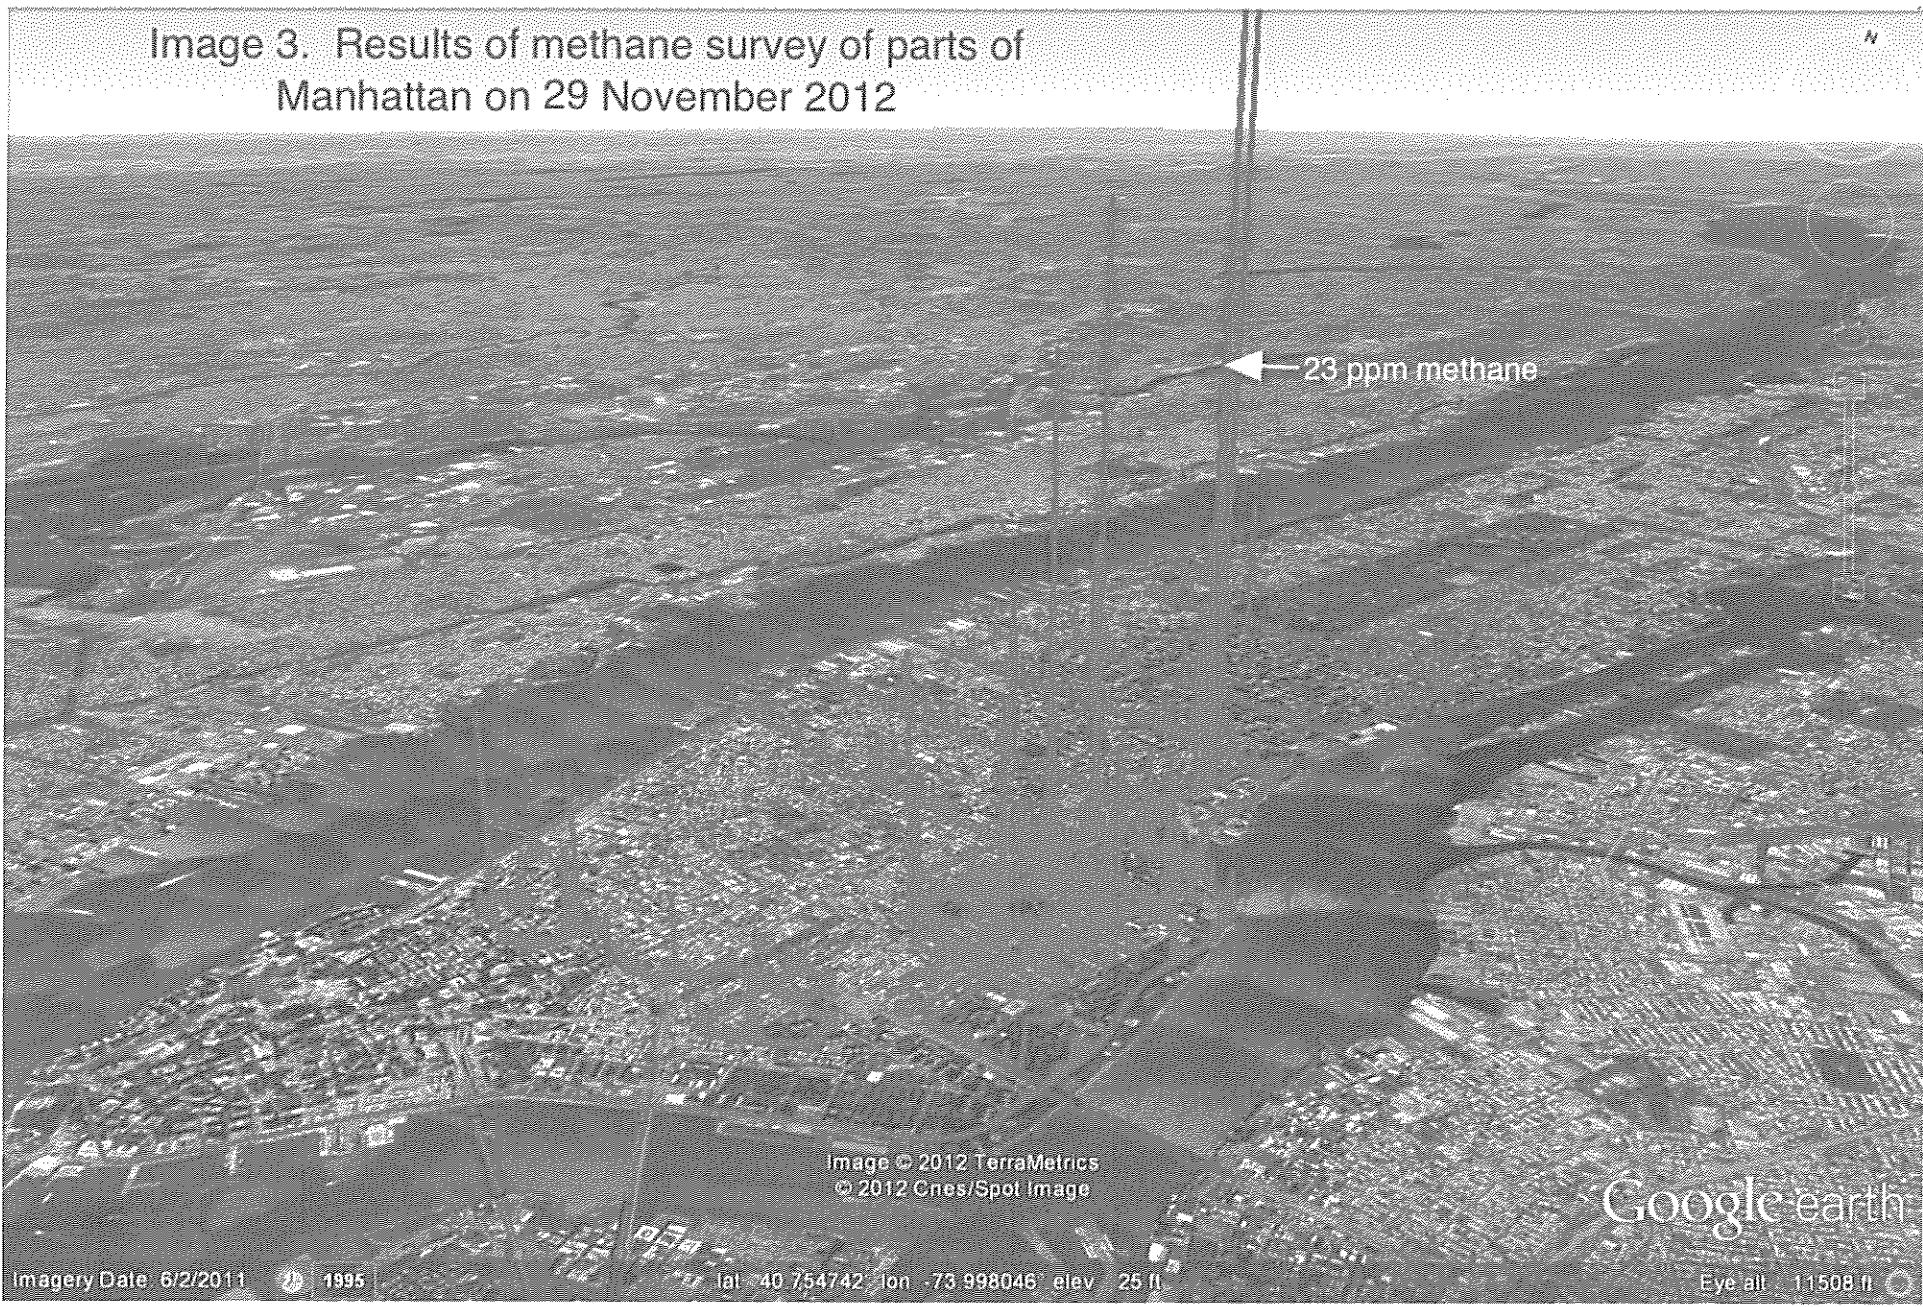 Image 3. Results of methane survey of parts of
Manhattan on 29 November 2012
N
23 ppm methane
Image © 2012 TerraMetrics
© 2012 Cnes/Spot Image
Google earth
Imagery Date 6/2/2011 1995 lat 40.754742° lon -73.998046° elev 25 ft Eye alt 11508 ft